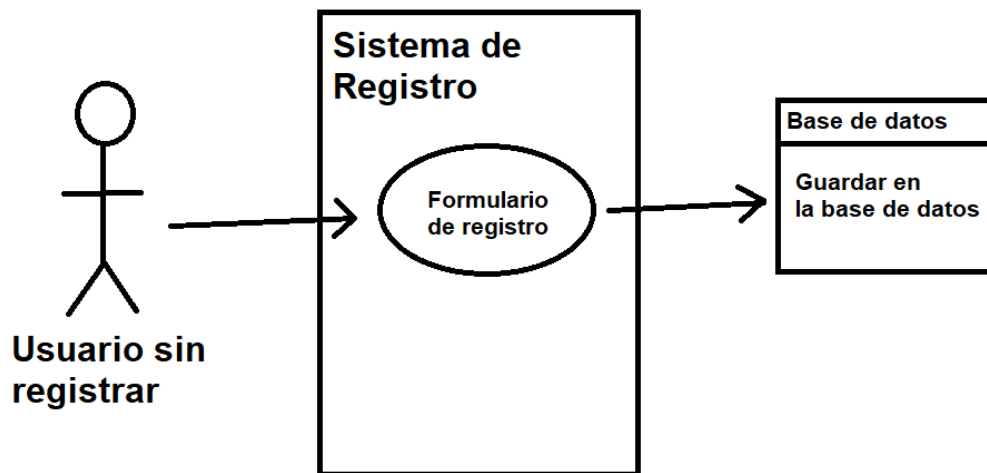 Sistema de
Registro
Base de datos
Formulario
de registro
Guardar en
la base de datos
Usuario sin
registrar